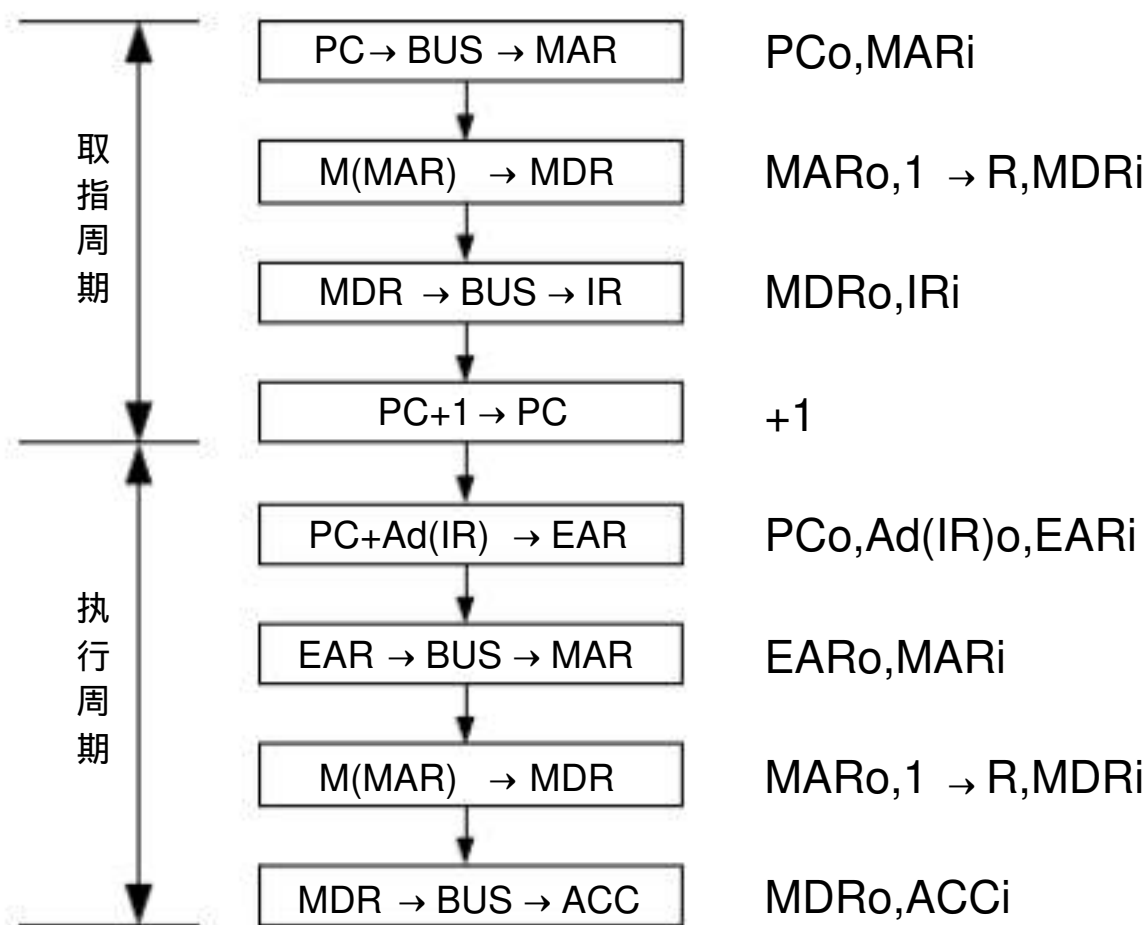 PC→ BUS → MAR PCo,MARi
M(MAR) → MDR MARo,1 → R,MDRi
取指周期
MDR → BUS → IR MDRo,IRi
PC+1 → PC +1
PC+Ad(IR) → EAR PCo,Ad(IR)o,EARi
执行周期
EAR → BUS → MAR EARo,MARi
M(MAR) → MDR MARo,1 → R,MDRi
MDR → BUS → ACC MDRo,ACCi